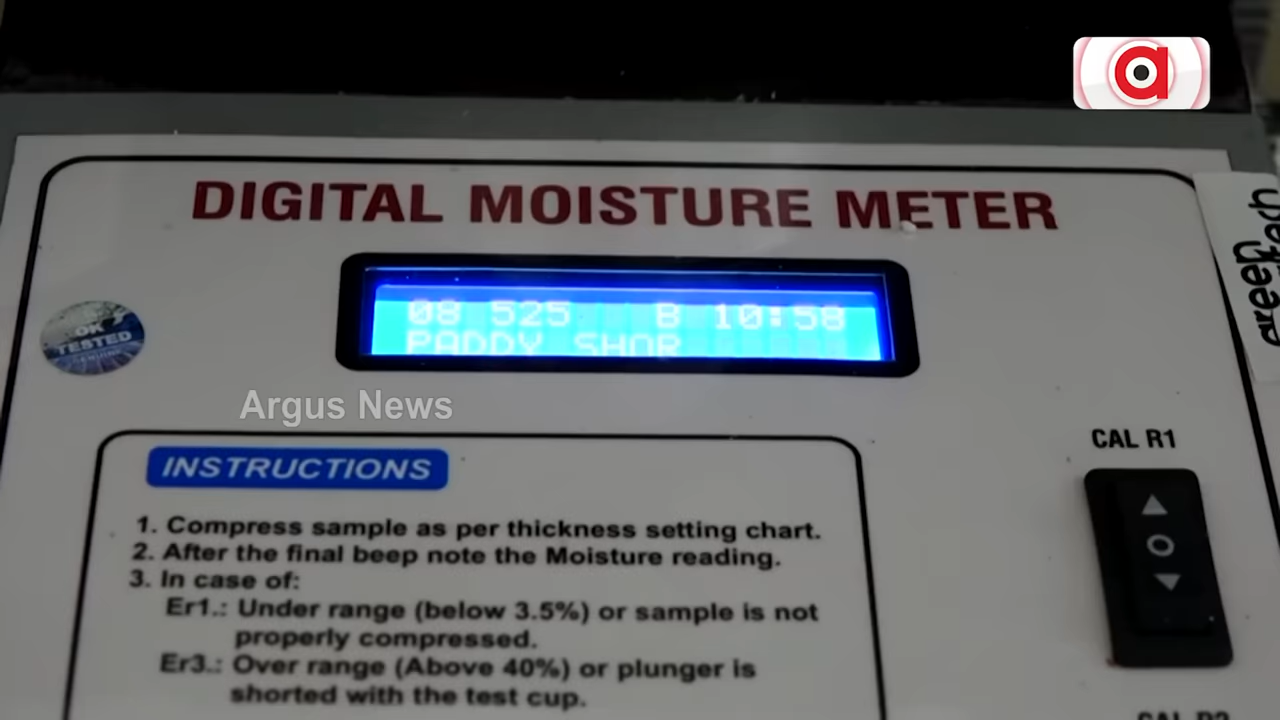 a
DIGITAL MOISTURE METER
08 525 B 10:58
PADDY SHOR
OK
TESTED
GENUINE
Argus News
green
INSTRUCTIONS
1. Compress sample as per thickness setting chart.
2. After the final beep note the Moisture reading.
3. In case of:
Er1.: Under range (below 3.5%) or sample is not
properly compressed.
Er3.: Over range (Above 40%) or plunger is
shorted with the test cup.
CAL R1